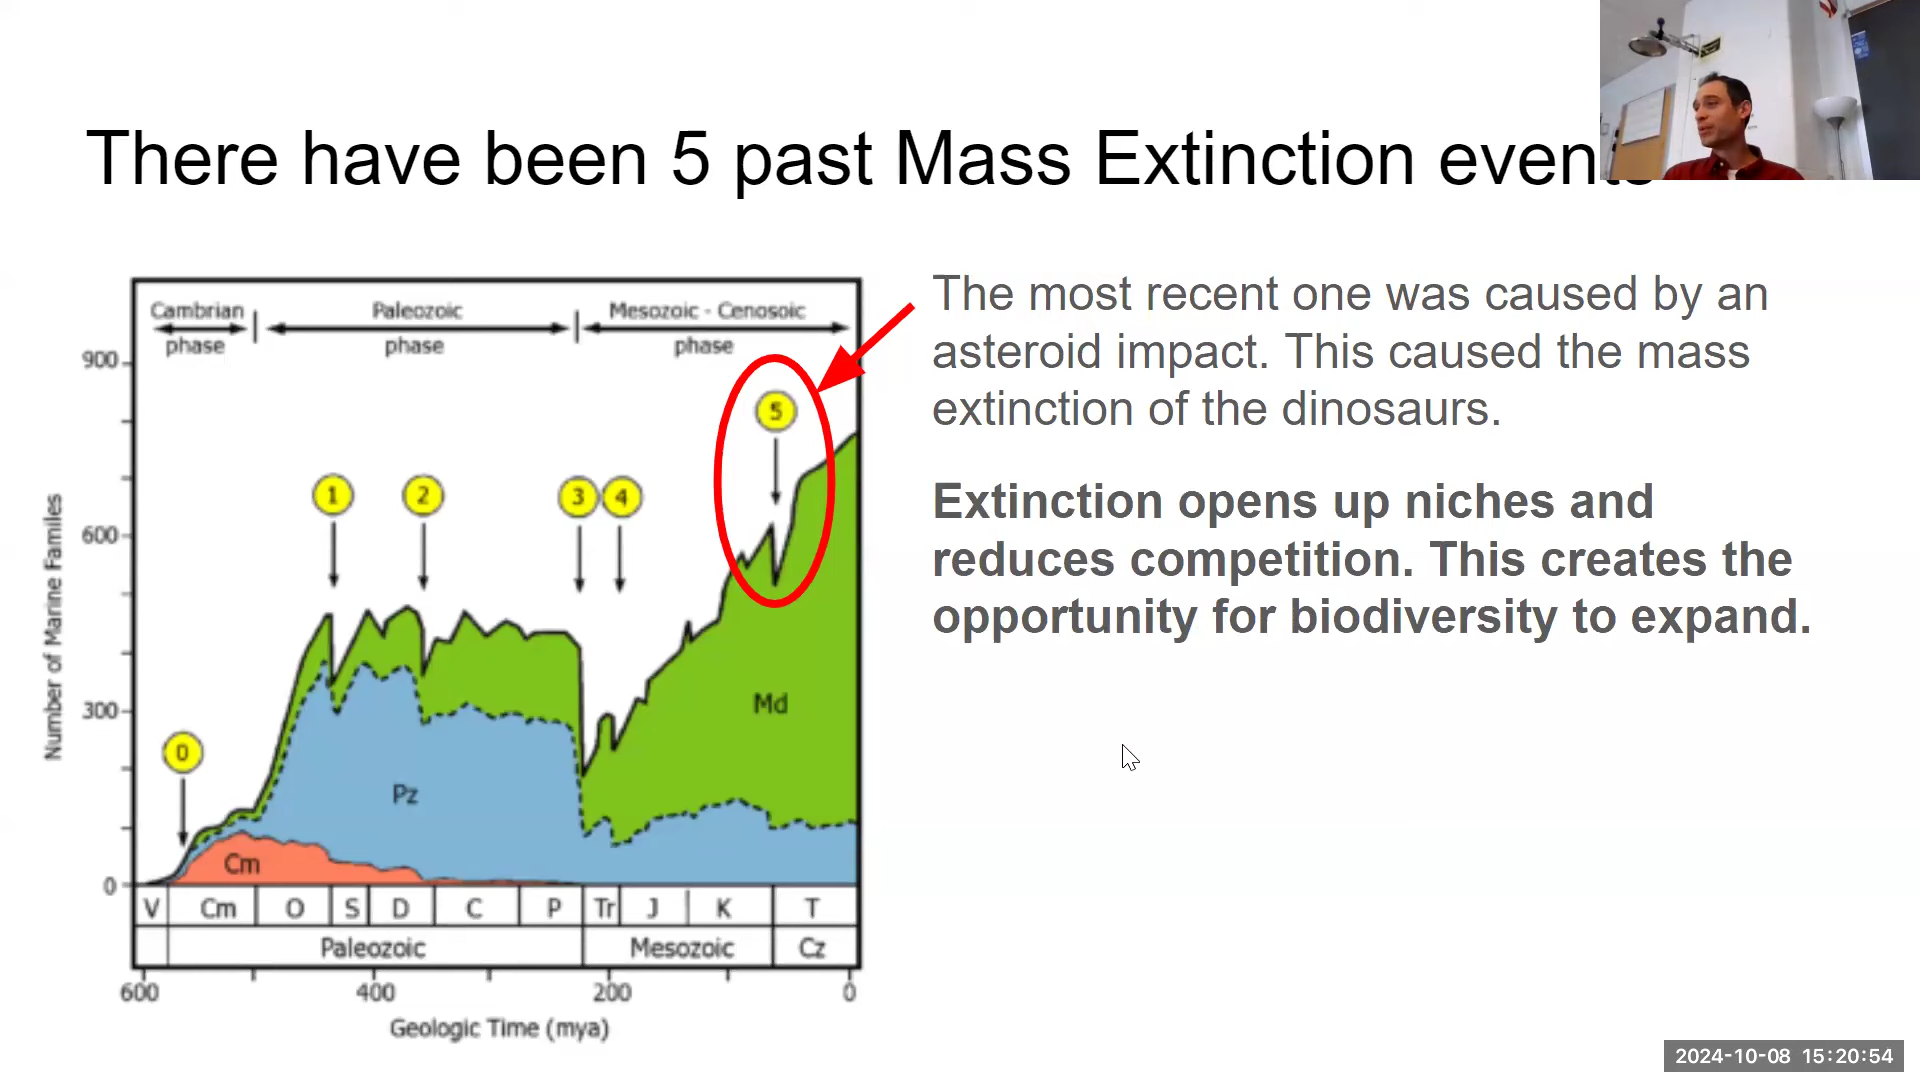 There have been 5 past Mass Extinction events
Cambrian
phase
Paleozoic
phase
Mesozoic - Cenosoic
phase
The most recent one was caused by an
asteroid impact. This caused the mass
extinction of the dinosaurs.
Extinction opens up niches and
reduces competition. This creates the
opportunity for biodiversity to expand.
Number of Marine Familes
900
600
300
0
0
1
2
3
4
5
Cm
Pz
Md
V Cm O S D C P Tr J K T
Paleozoic Mesozoic Cz
600 400 200 0
Geologic Time (mya)
2024-10-08 15:20:54